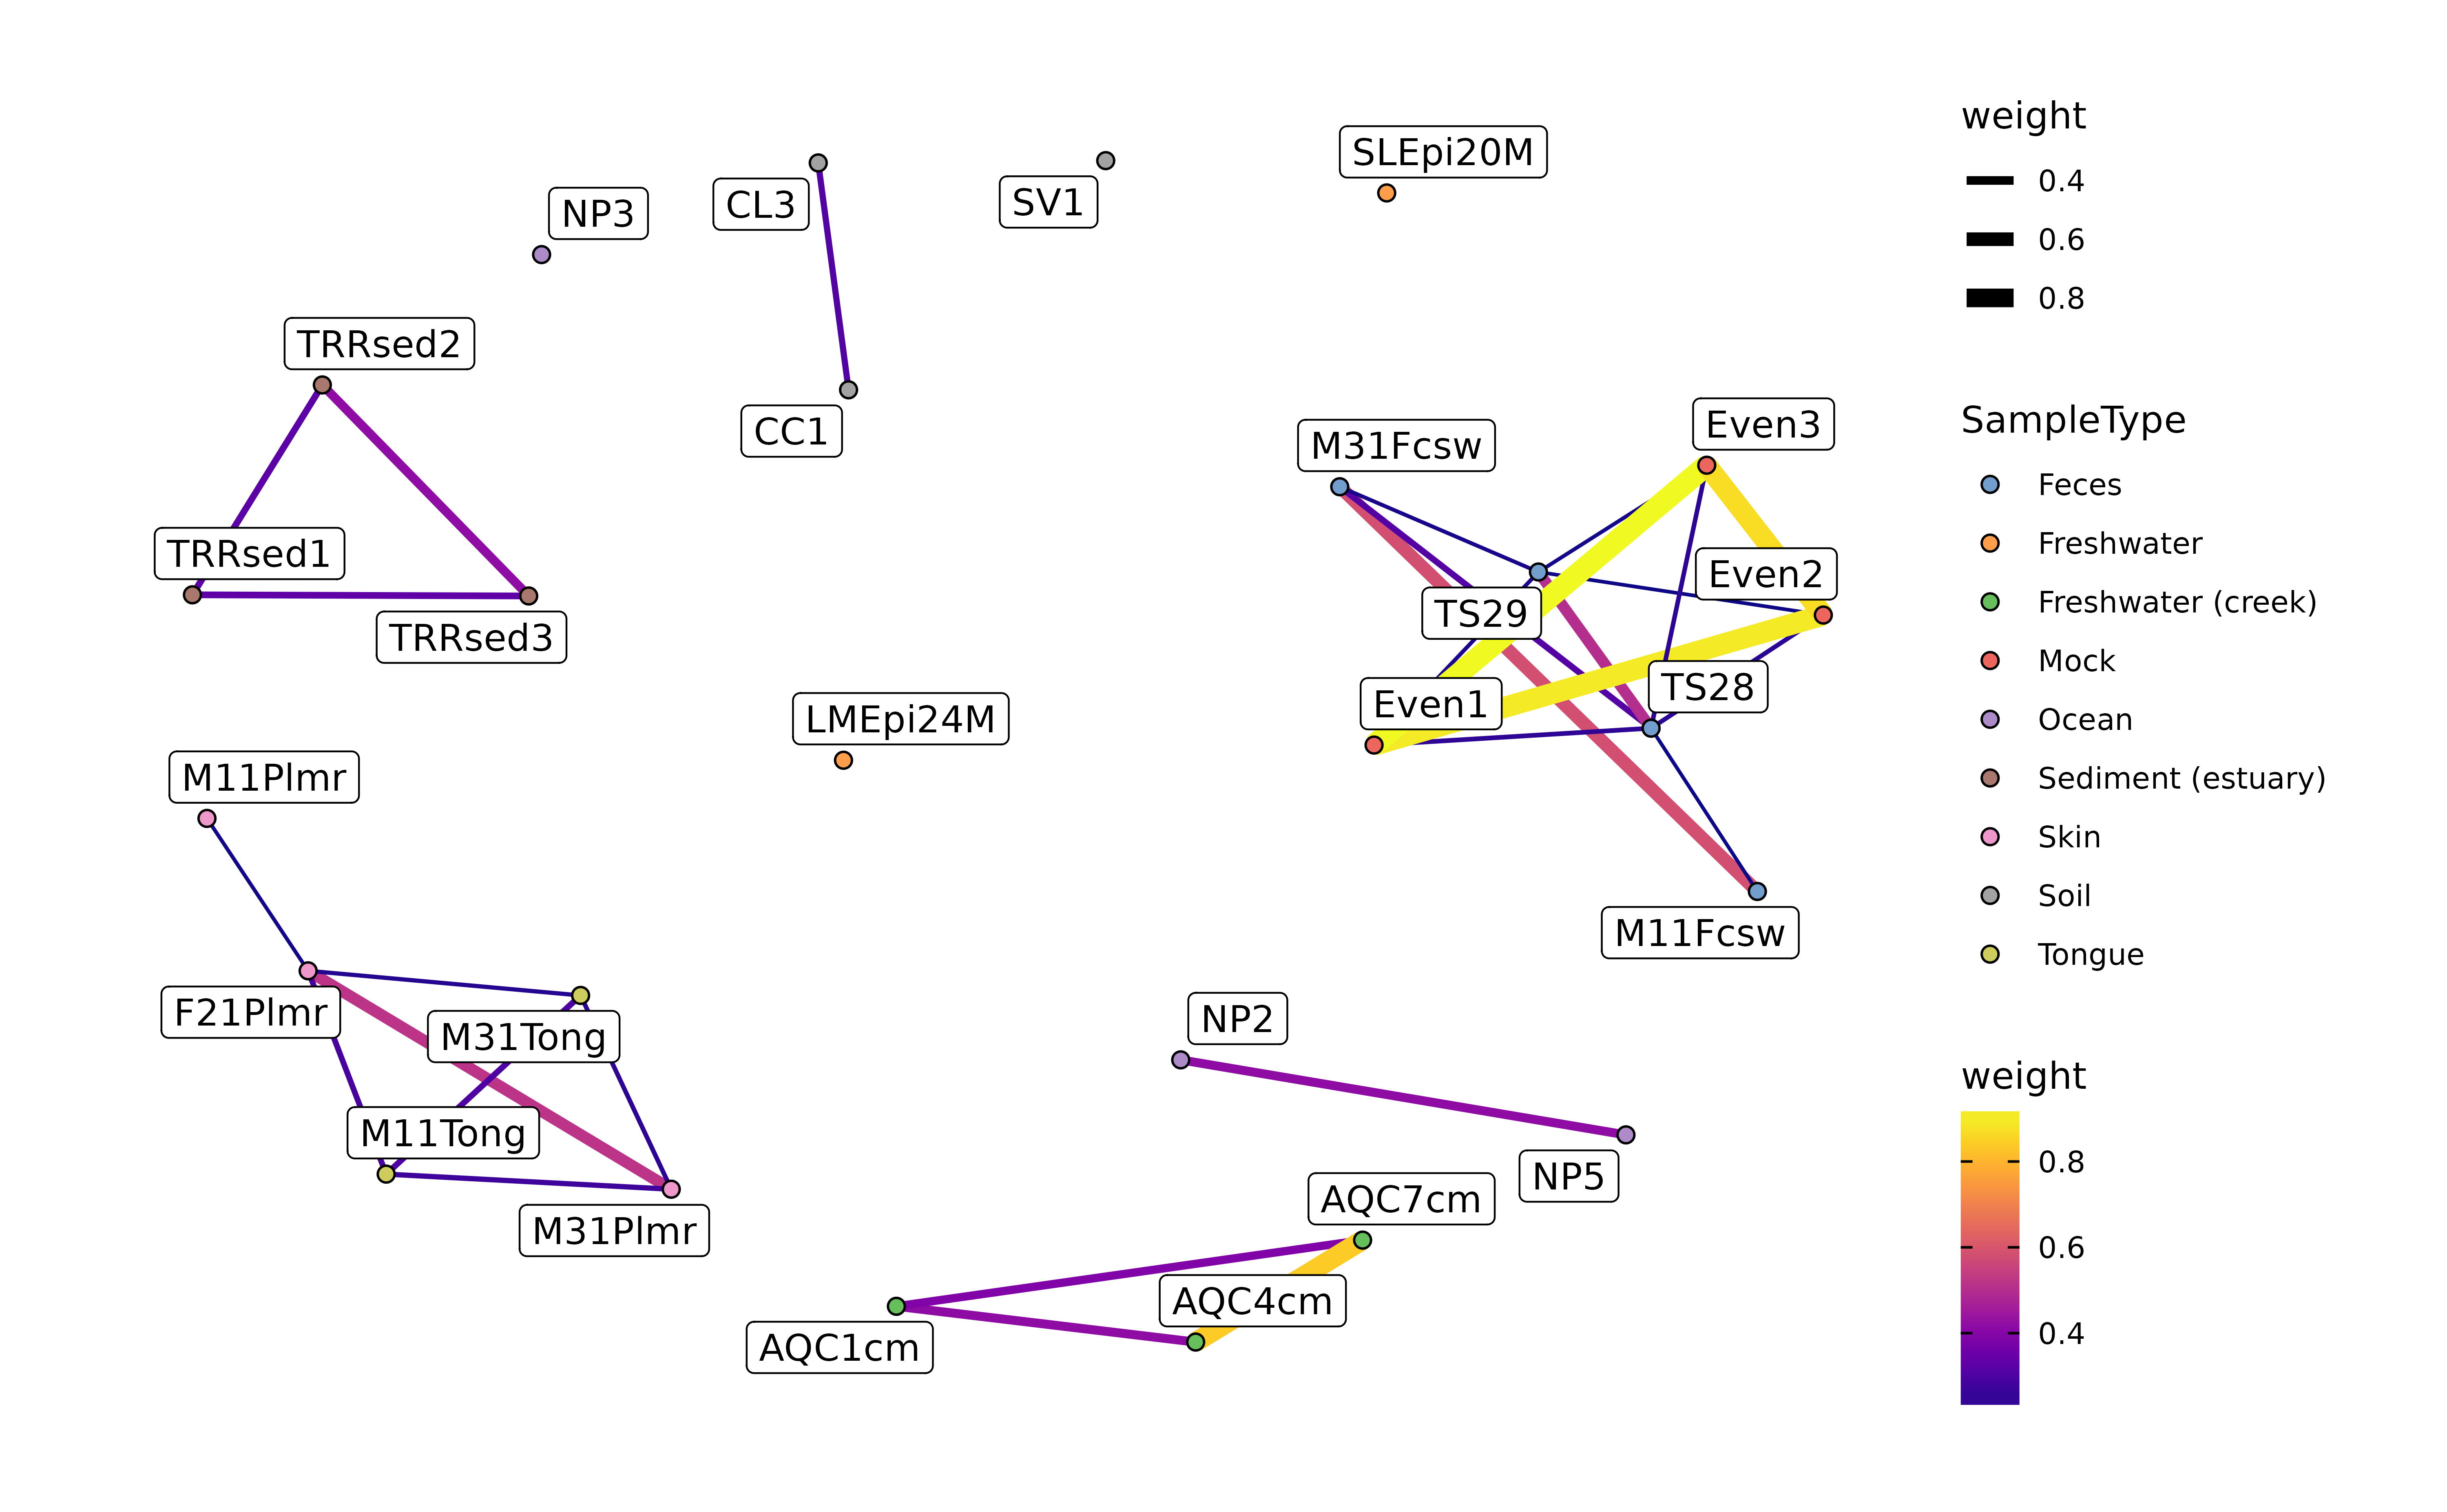 SLEpi20M
CL3
SV1
NP3
TRRsed2
CC1
Even3
M31Fcsw
TRRsed1
Even2
TS29
TRRsed3
TS28
Even1
LMEpi24M
M11Plmr
M11Fcsw
F21Plmr
NP2
M31Tong
M11Tong
NP5
AQC7cm
M31Plmr
AQC4cm
AQC1cm
weight
0.4
0.6
0.8
SampleType
Feces
Freshwater
Freshwater (creek)
Mock
Ocean
Sediment (estuary)
Skin
Soil
Tongue
weight
0.8
0.6
0.4